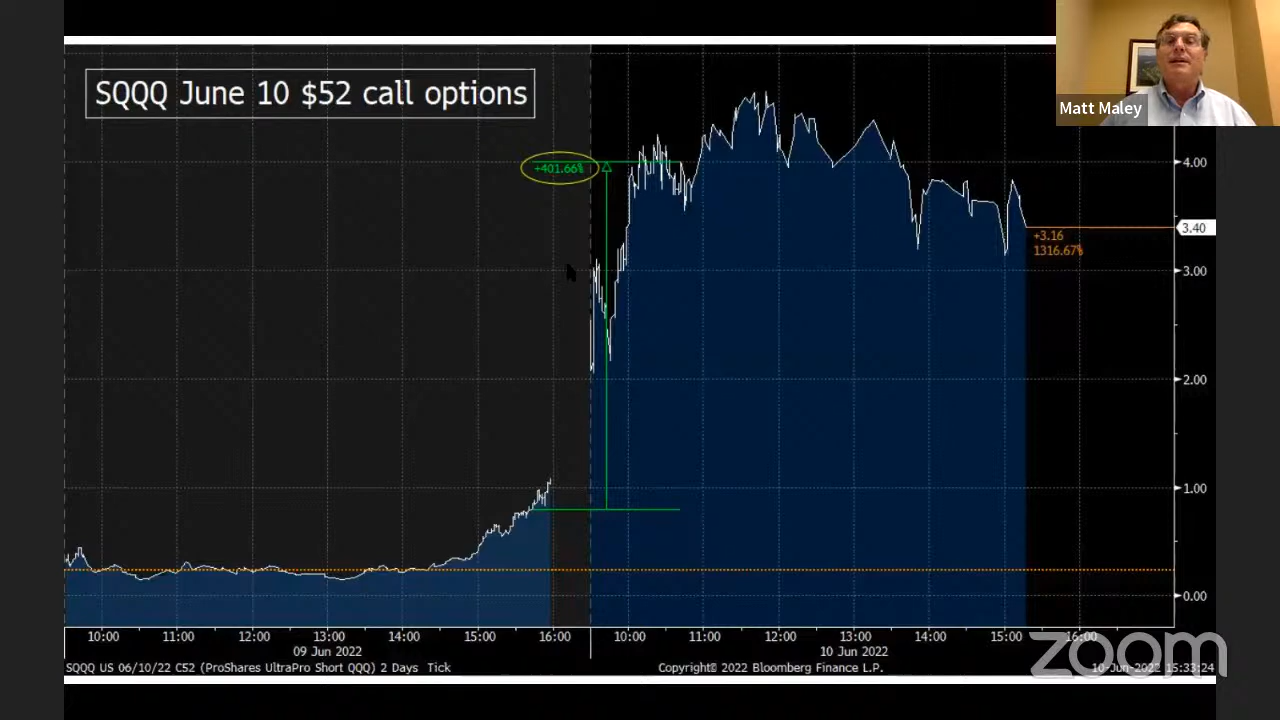 SQQQ June 10 $52 call options
Matt Maley
+401.66%
4.00
3.40
+3.16
1316.67%
3.00
2.00
1.00
0.00
10:00 11:00 12:00 13:00 14:00 15:00 16:00 10:00 11:00 12:00 13:00 14:00 15:00 16:00
09 Jun 2022 10 Jun 2022
SQQQ US 06/10/22 C52 (ProShares UltraPro Short QQQ) 2 Days Tick Copyright© 2022 Bloomberg Finance L.P. 10-Jun-2022 15:33:24
zoom